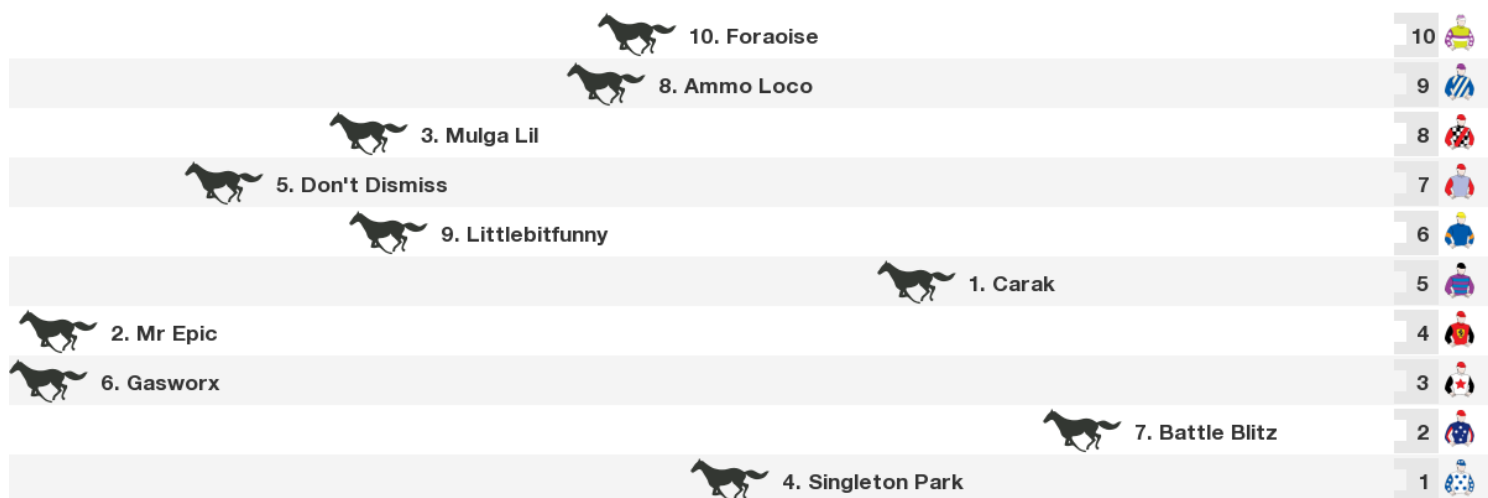 10. Foraoise 10
8. Ammo Loco 9
3. Mulga Lil 8
5. Don't Dismiss 7
9. Littlebitfunny 6
1. Carak 5
2. Mr Epic 4
6. Gasworx 3
7. Battle Blitz 2
4. Singleton Park 1